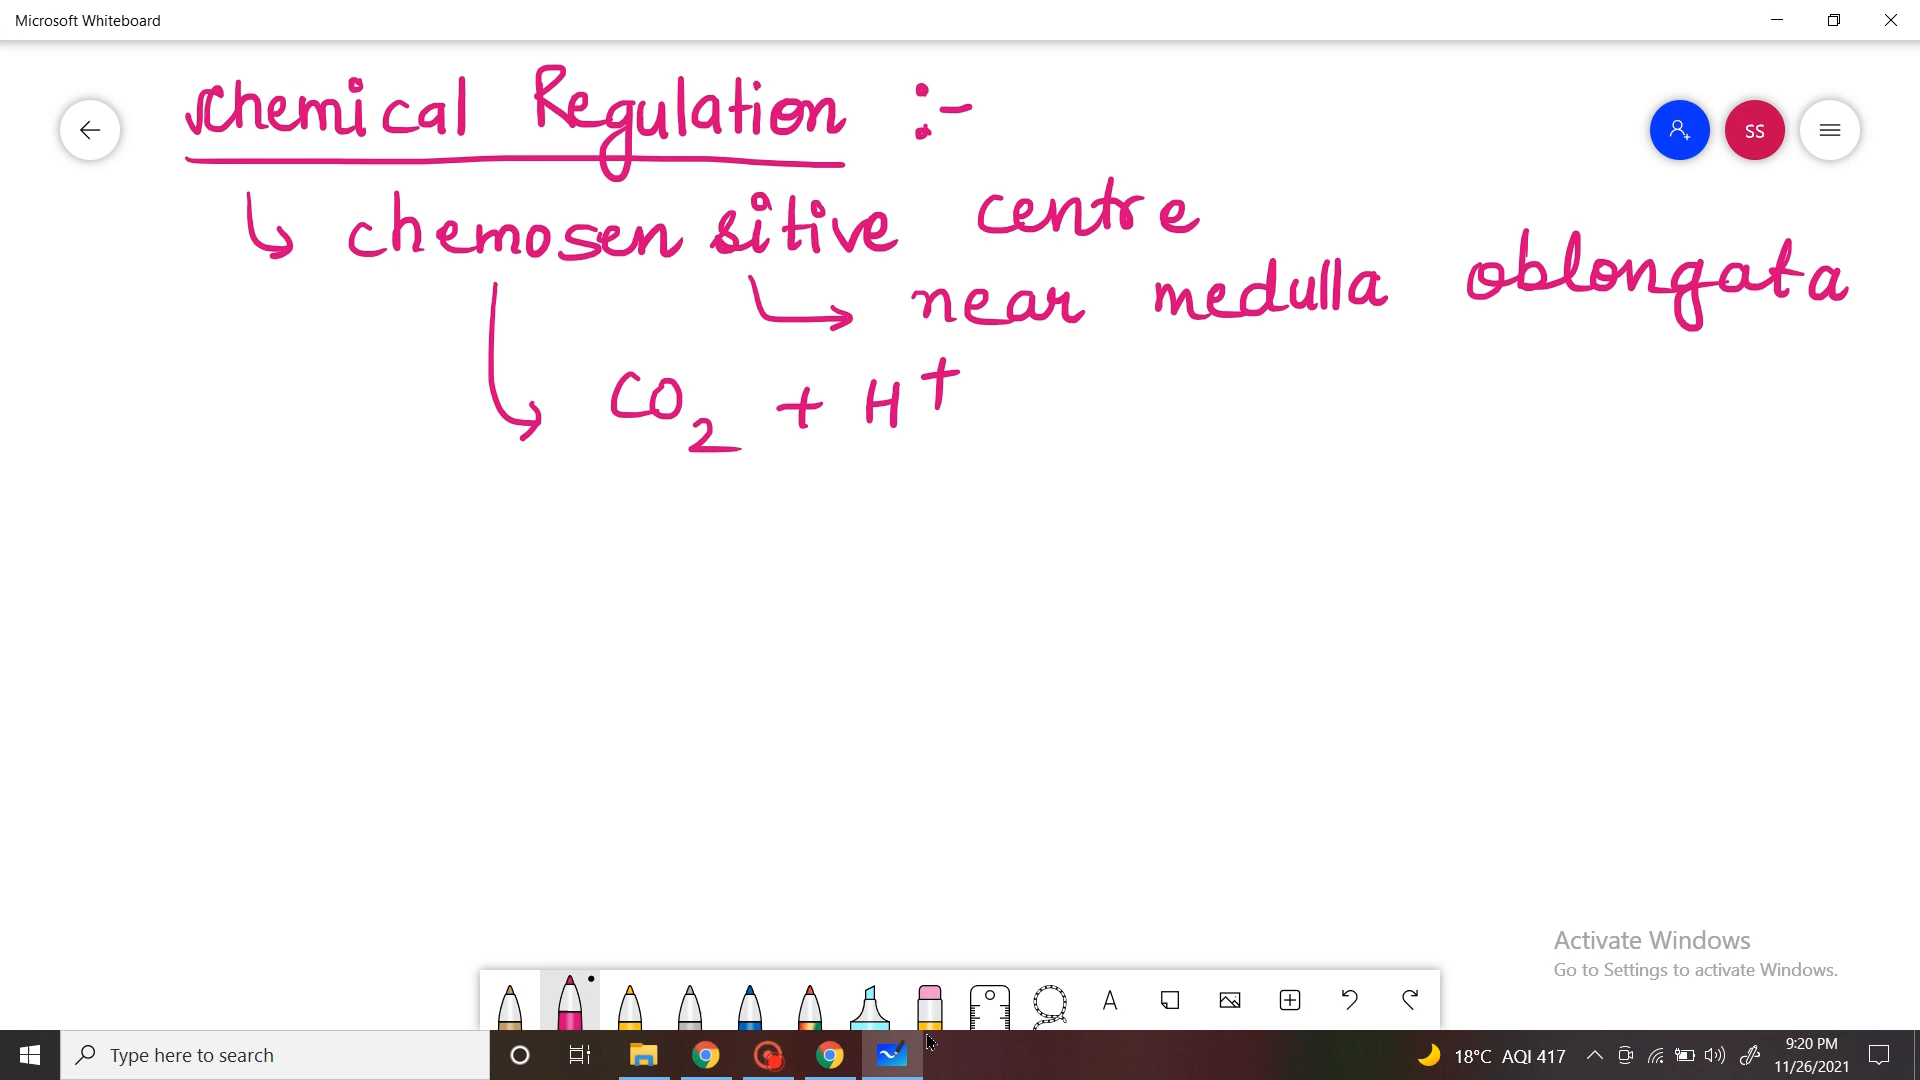 Microsoft Whiteboard
Chemical Regulation :-
SS
↳ chemosensitive centre
↳ near medulla oblongata
↳ CO2 + H+
Activate Windows
Go to Settings to activate Windows.
A
Type here to search
18°C AQI 417
9:20 PM
11/26/2021